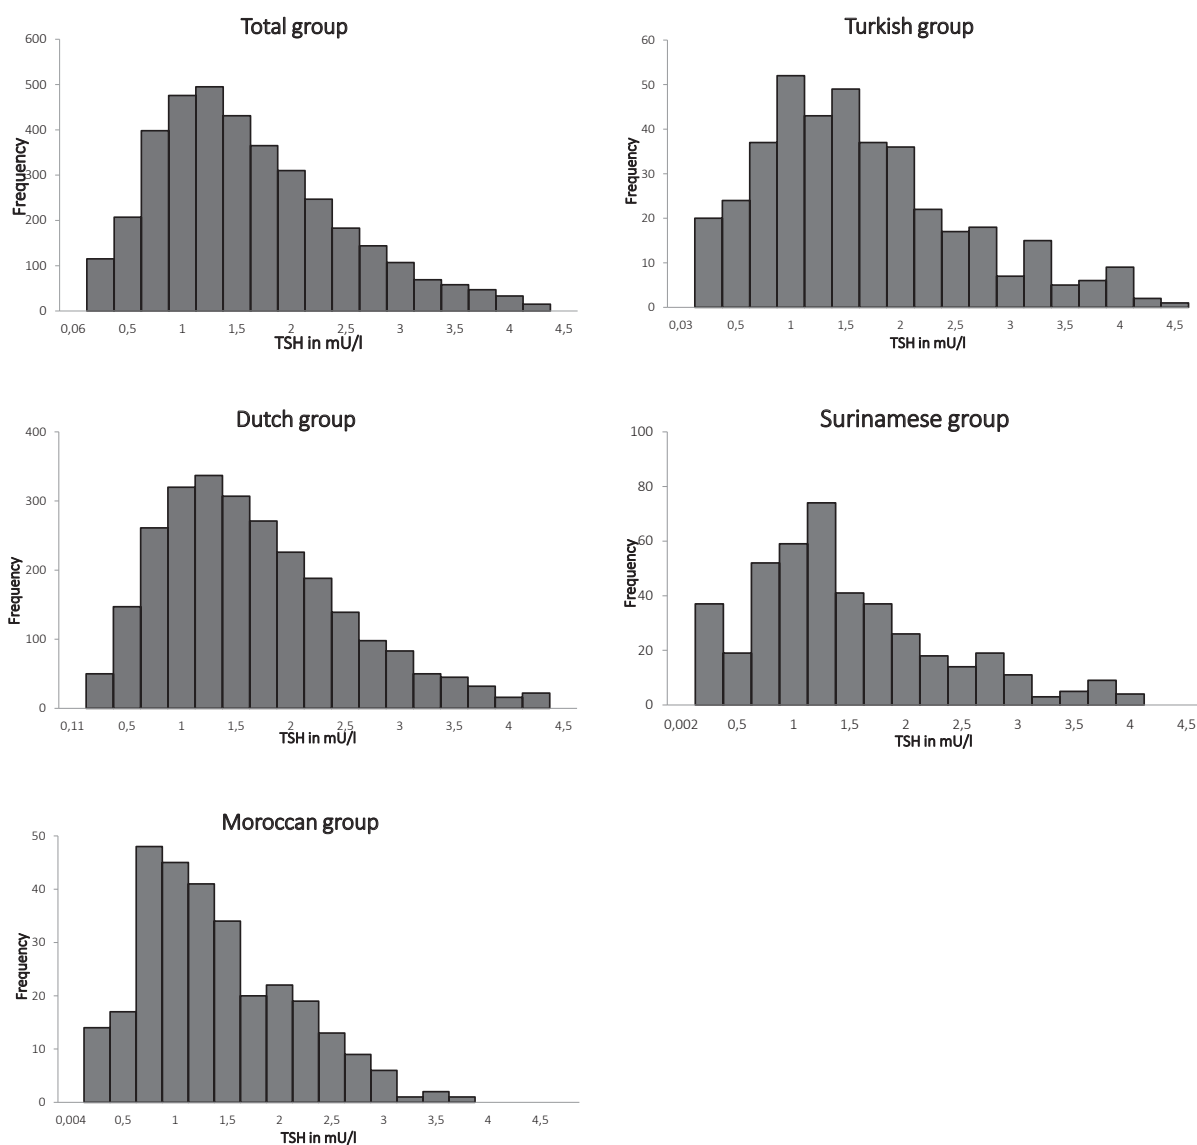 Total group
600
500
400
300
200
100
0
Frequency
0,06 0,5 1 1,5 2 2,5 3 3,5 4 4,5
TSH in mU/l
Turkish group
60
50
40
30
20
10
0
Frequency
0,03 0,5 1 1,5 2 2,5 3 3,5 4 4,5
TSH in mU/l
Dutch group
400
300
200
100
0
Frequency
0,11 0,5 1 1,5 2 2,5 3 3,5 4 4,5
TSH in mU/l
Surinamese group
100
80
60
40
20
0
Frequency
0,002 0,5 1 1,5 2 2,5 3 3,5 4 4,5
TSH in mU/l
Moroccan group
50
40
30
20
10
0
Frequency
0,004 0,5 1 1,5 2 2,5 3 3,5 4 4,5
TSH in mU/l